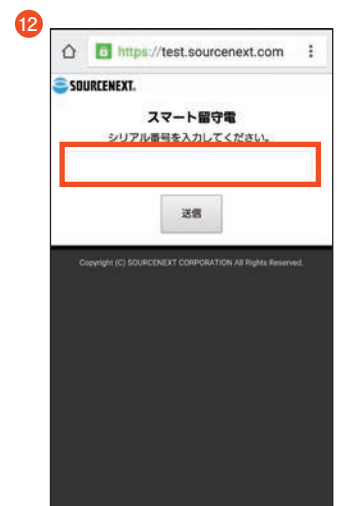 12
https://test.sourcenext.com
SOURCENEXT.
スマート留守電
シリアル番号を入力してください。
送信
Copyright (C) SOURCENEXT CORPORATION All Rights Reserved.